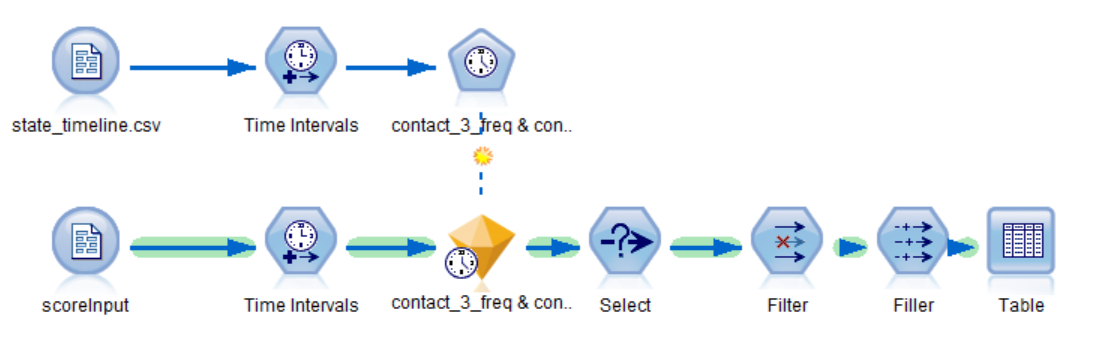 state_timeline.csv
Time Intervals
contact_3_freq & con..
scoreInput
Time Intervals
contact_3_freq & con..
Select
Filter
Filler
Table